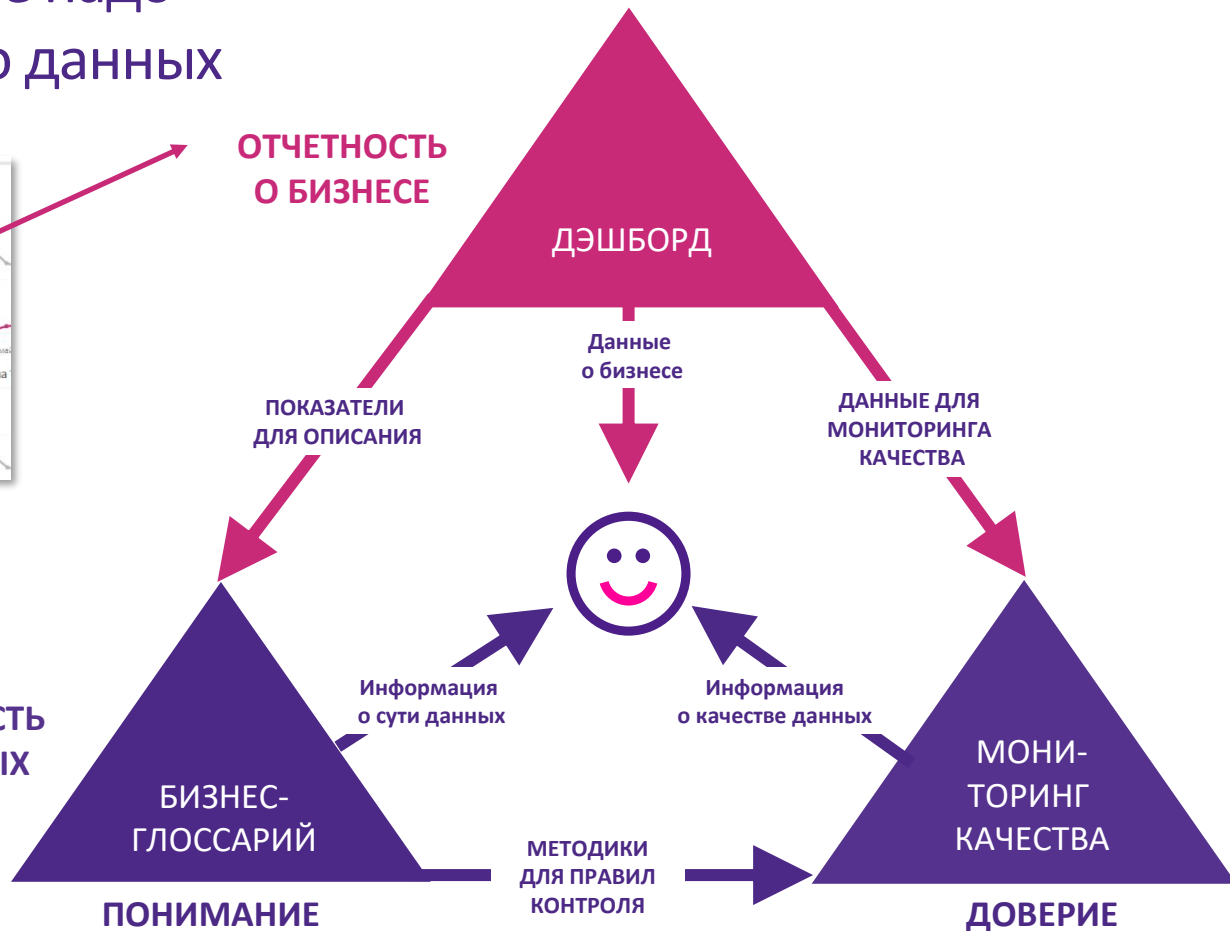 надо
данных
ОТЧЕТНОСТЬ
О БИЗНЕСЕ
ДЭШБОРД
Данные
о бизнесе
ПОКАЗАТЕЛИ
ДЛЯ ОПИСАНИЯ
ДАННЫЕ ДЛЯ
МОНИТОРИНГА
КАЧЕСТВА
Информация
о сути данных
Информация
о качестве данных
БИЗНЕС-
ГЛОССАРИЙ
МОНИ-
ТОРИНГ
КАЧЕСТВА
МЕТОДИКИ
ДЛЯ ПРАВИЛ
КОНТРОЛЯ
ПОНИМАНИЕ
ДОВЕРИЕ